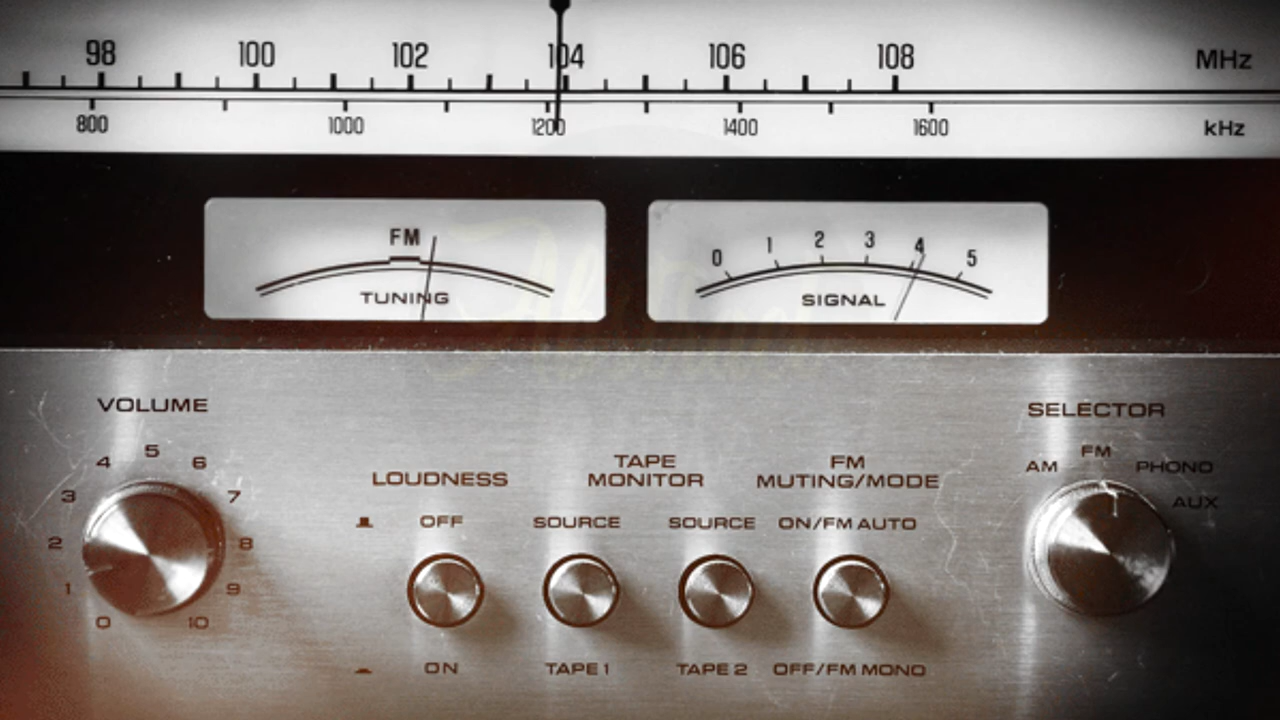 98 100 102 104 106 108 MHz
800 1000 1200 1400 1600 kHz
FM
TUNING
0 1 2 3 4 5
SIGNAL
VOLUME
0 1 2 3 4 5 6 7 8 9 10
LOUDNESS
OFF
ON
TAPE
MONITOR
SOURCE SOURCE
TAPE 1 TAPE 2
FM
MUTING/MODE
ON/FM AUTO
OFF/FM MONO
SELECTOR
AM FM PHONO AUX